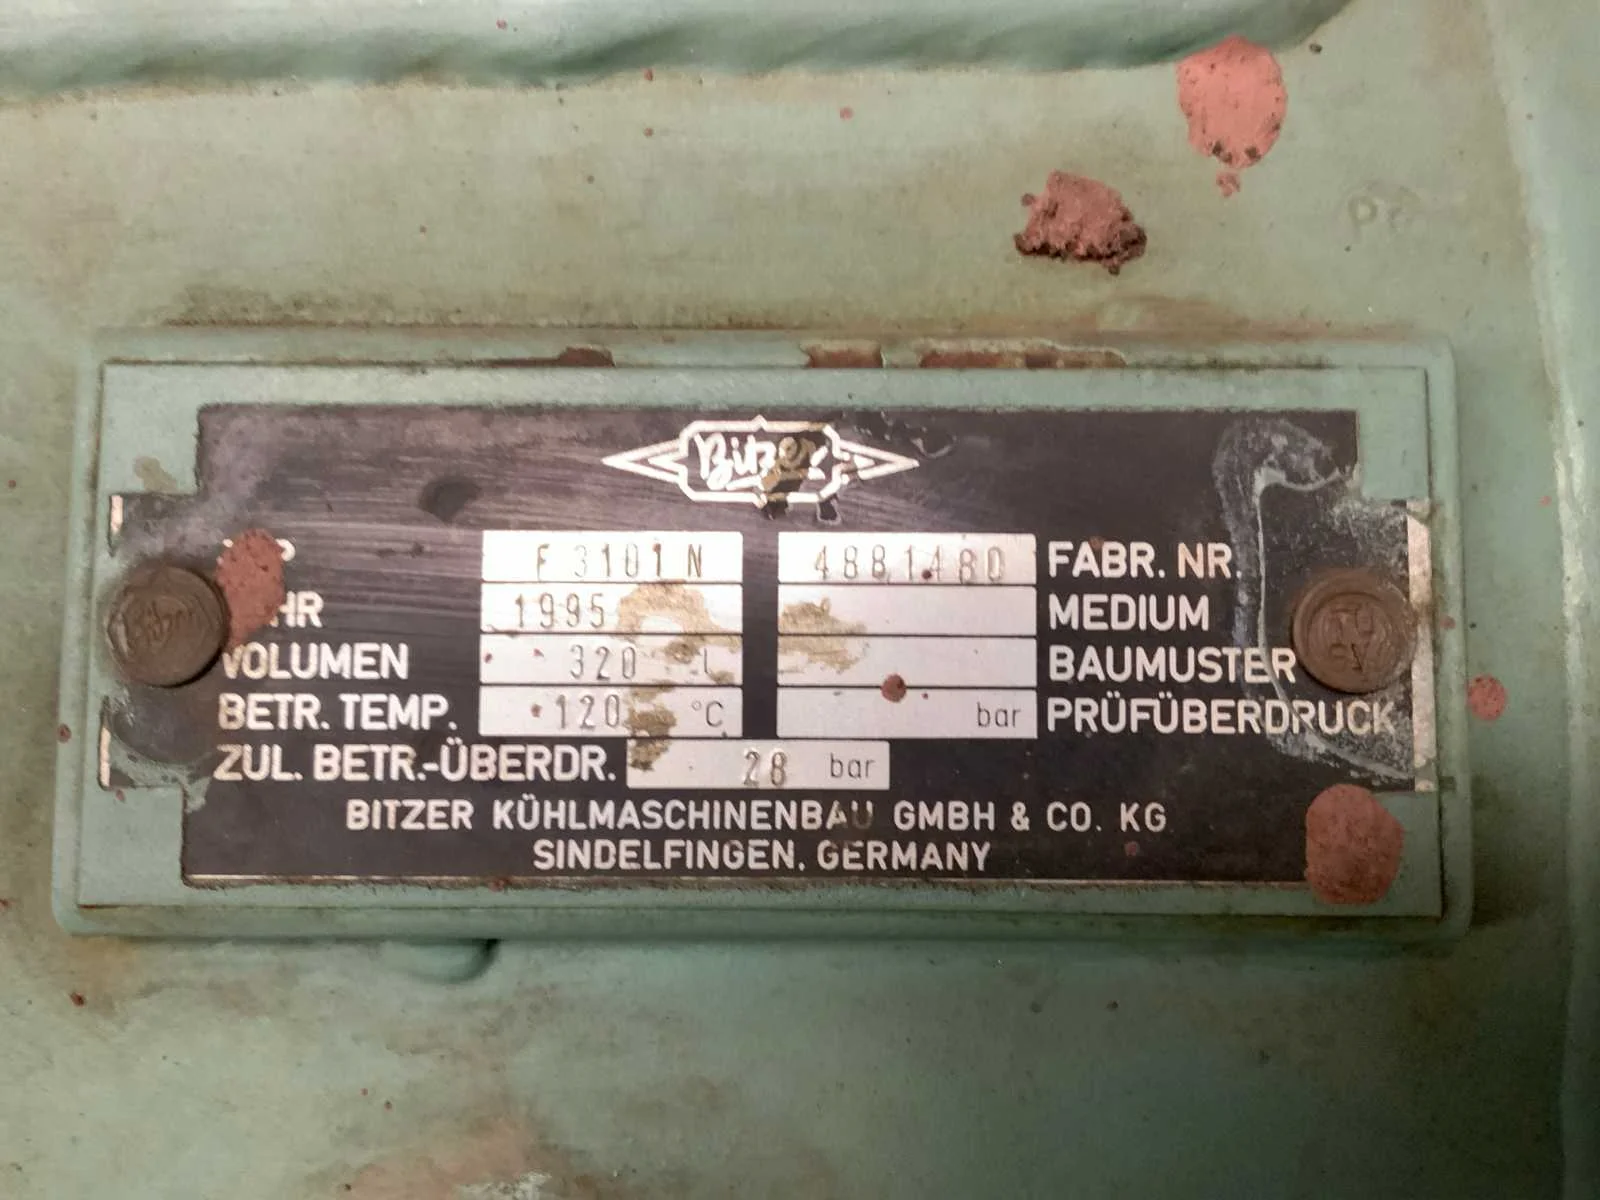 Bitzer
F 3101 N 4881480 FABR. NR.
1995 MEDIUM
VOLUMEN 320 L BAUMUSTER
BETR. TEMP. 120 °C bar PRÜFÜBERDRUCK
ZUL. BETR.-ÜBERDR. 28 bar
BITZER KÜHLMASCHINENBAU GMBH & CO. KG
SINDELFINGEN, GERMANY